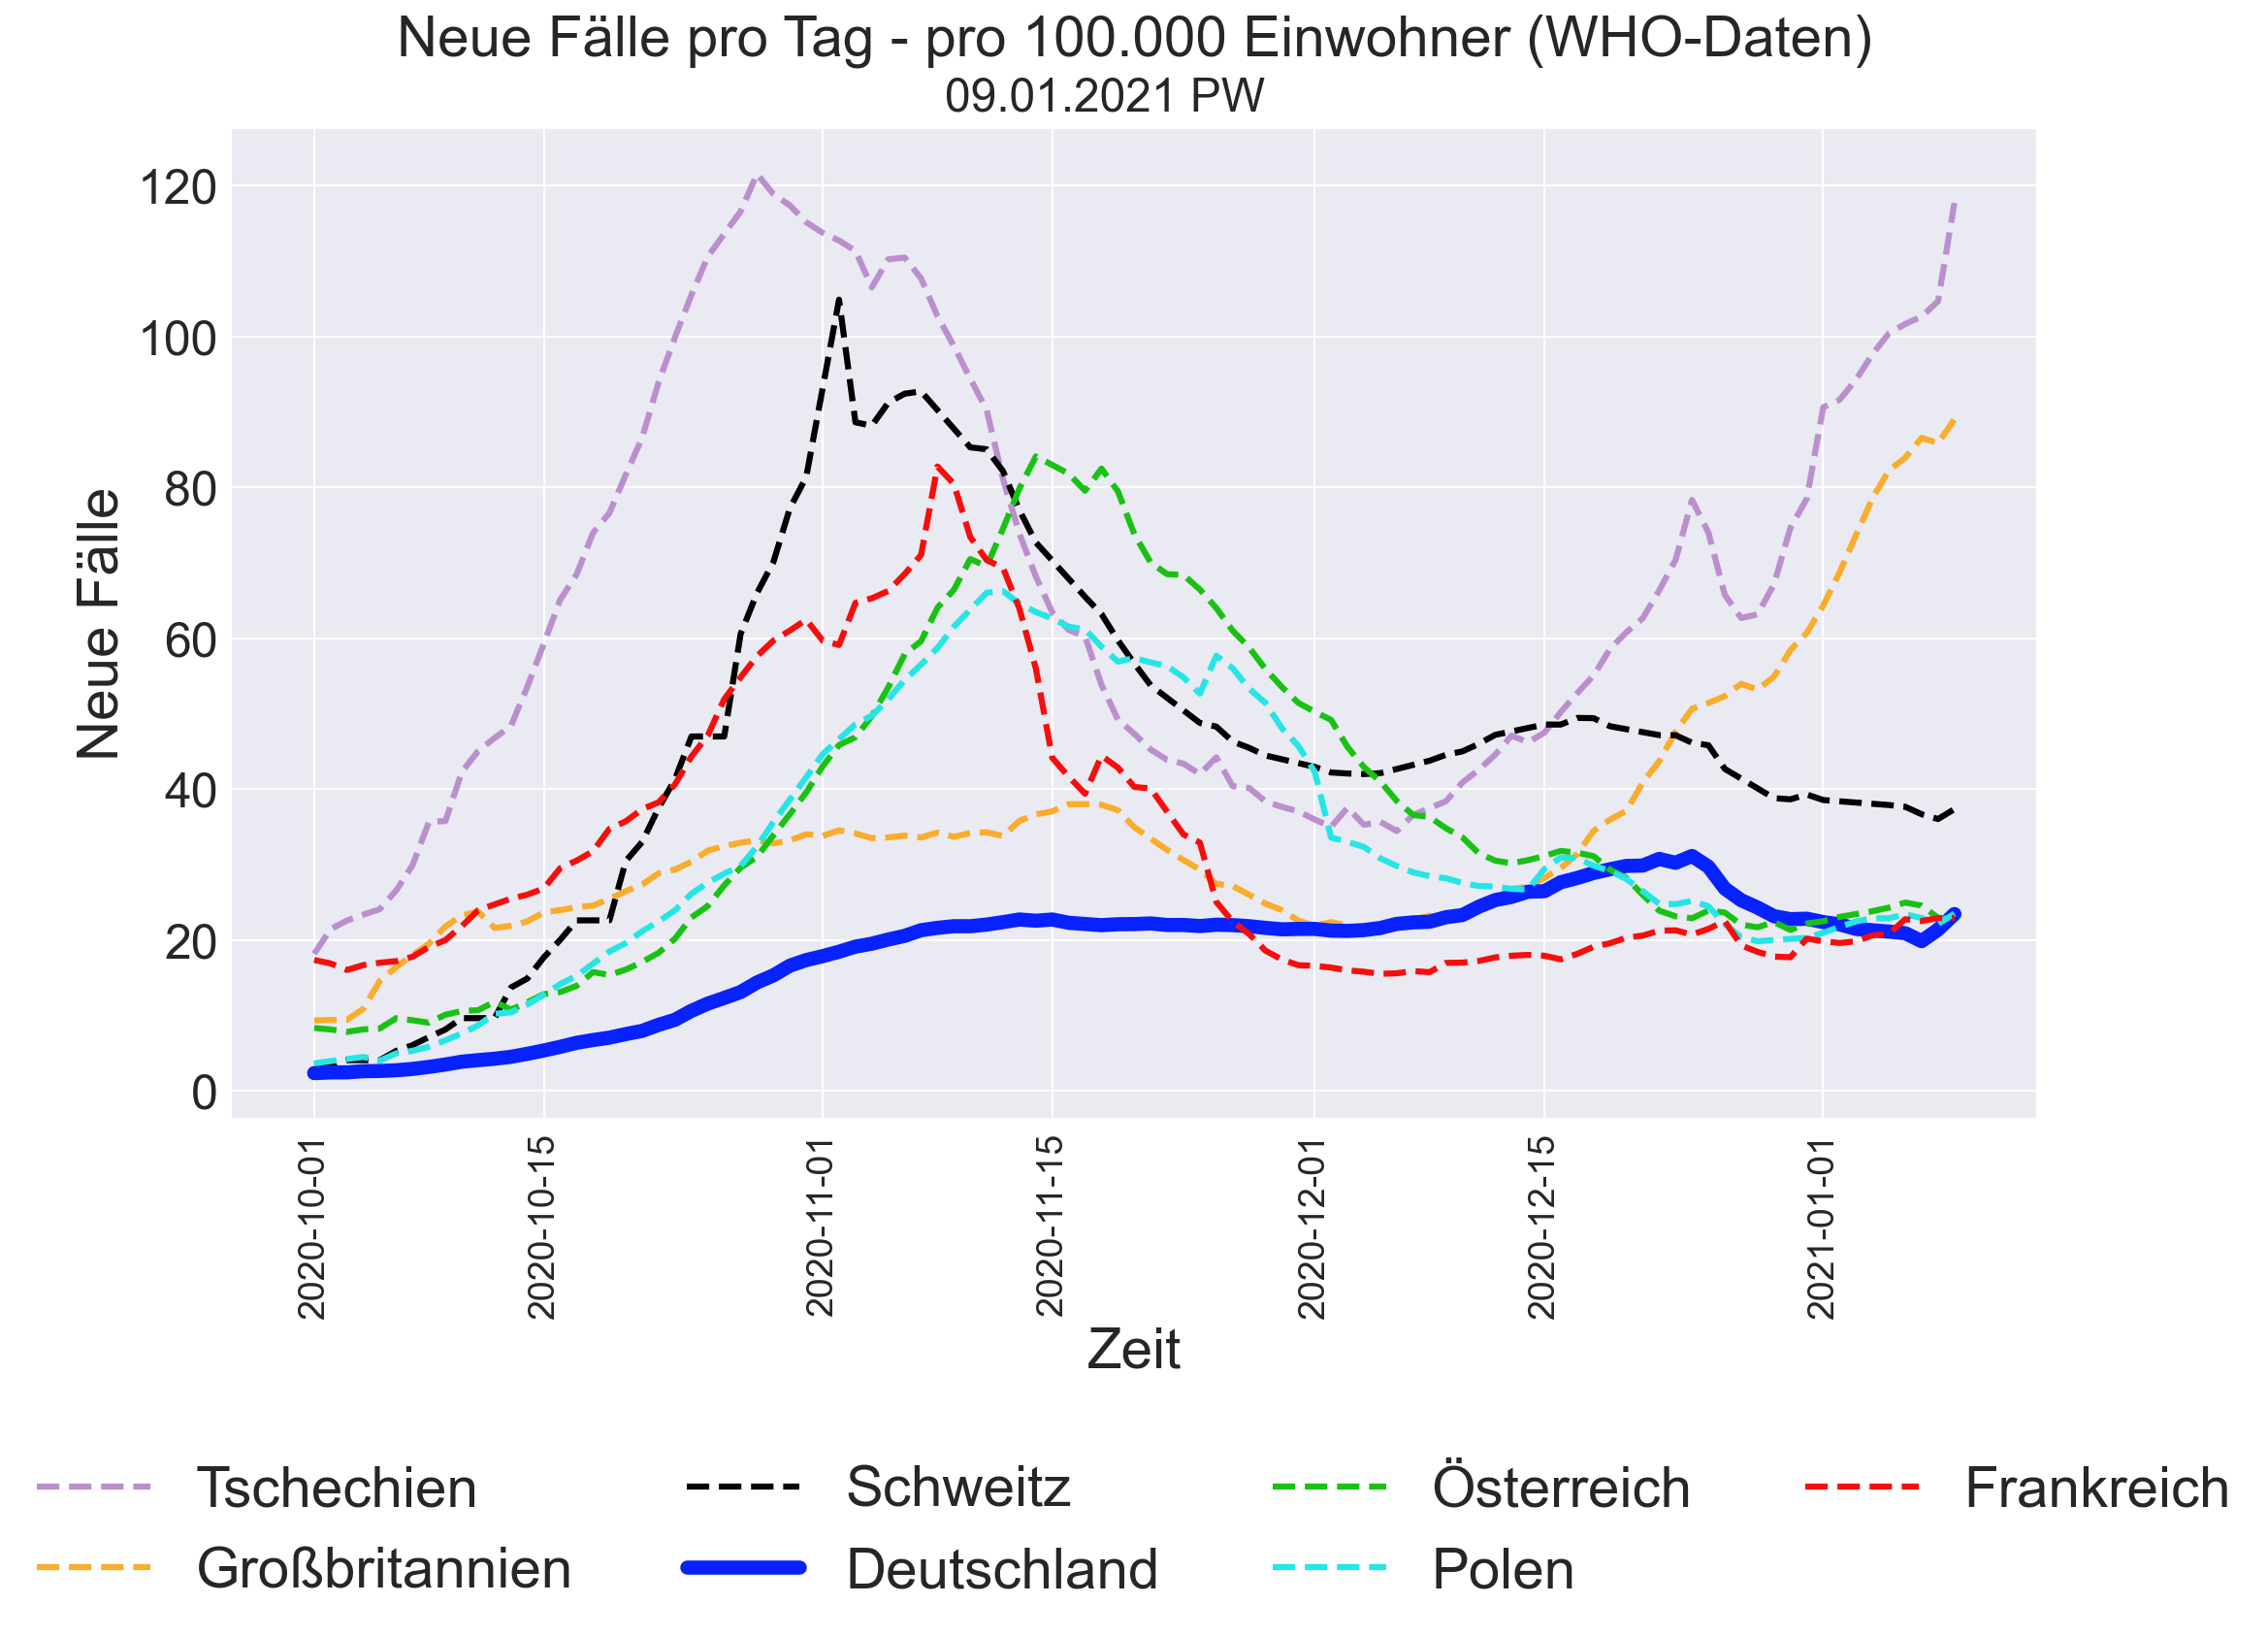 Neue Fälle pro Tag - pro 100.000 Einwohner (WHO-Daten)
09.01.2021 PW
120
100
80
60
40
20
0
Neue Fälle
2020-10-01
2020-10-15
2020-11-01
2020-11-15
2020-12-01
2020-12-15
2021-01-01
Zeit
Tschechien Schweitz Österreich Frankreich
Großbritannien Deutschland Polen